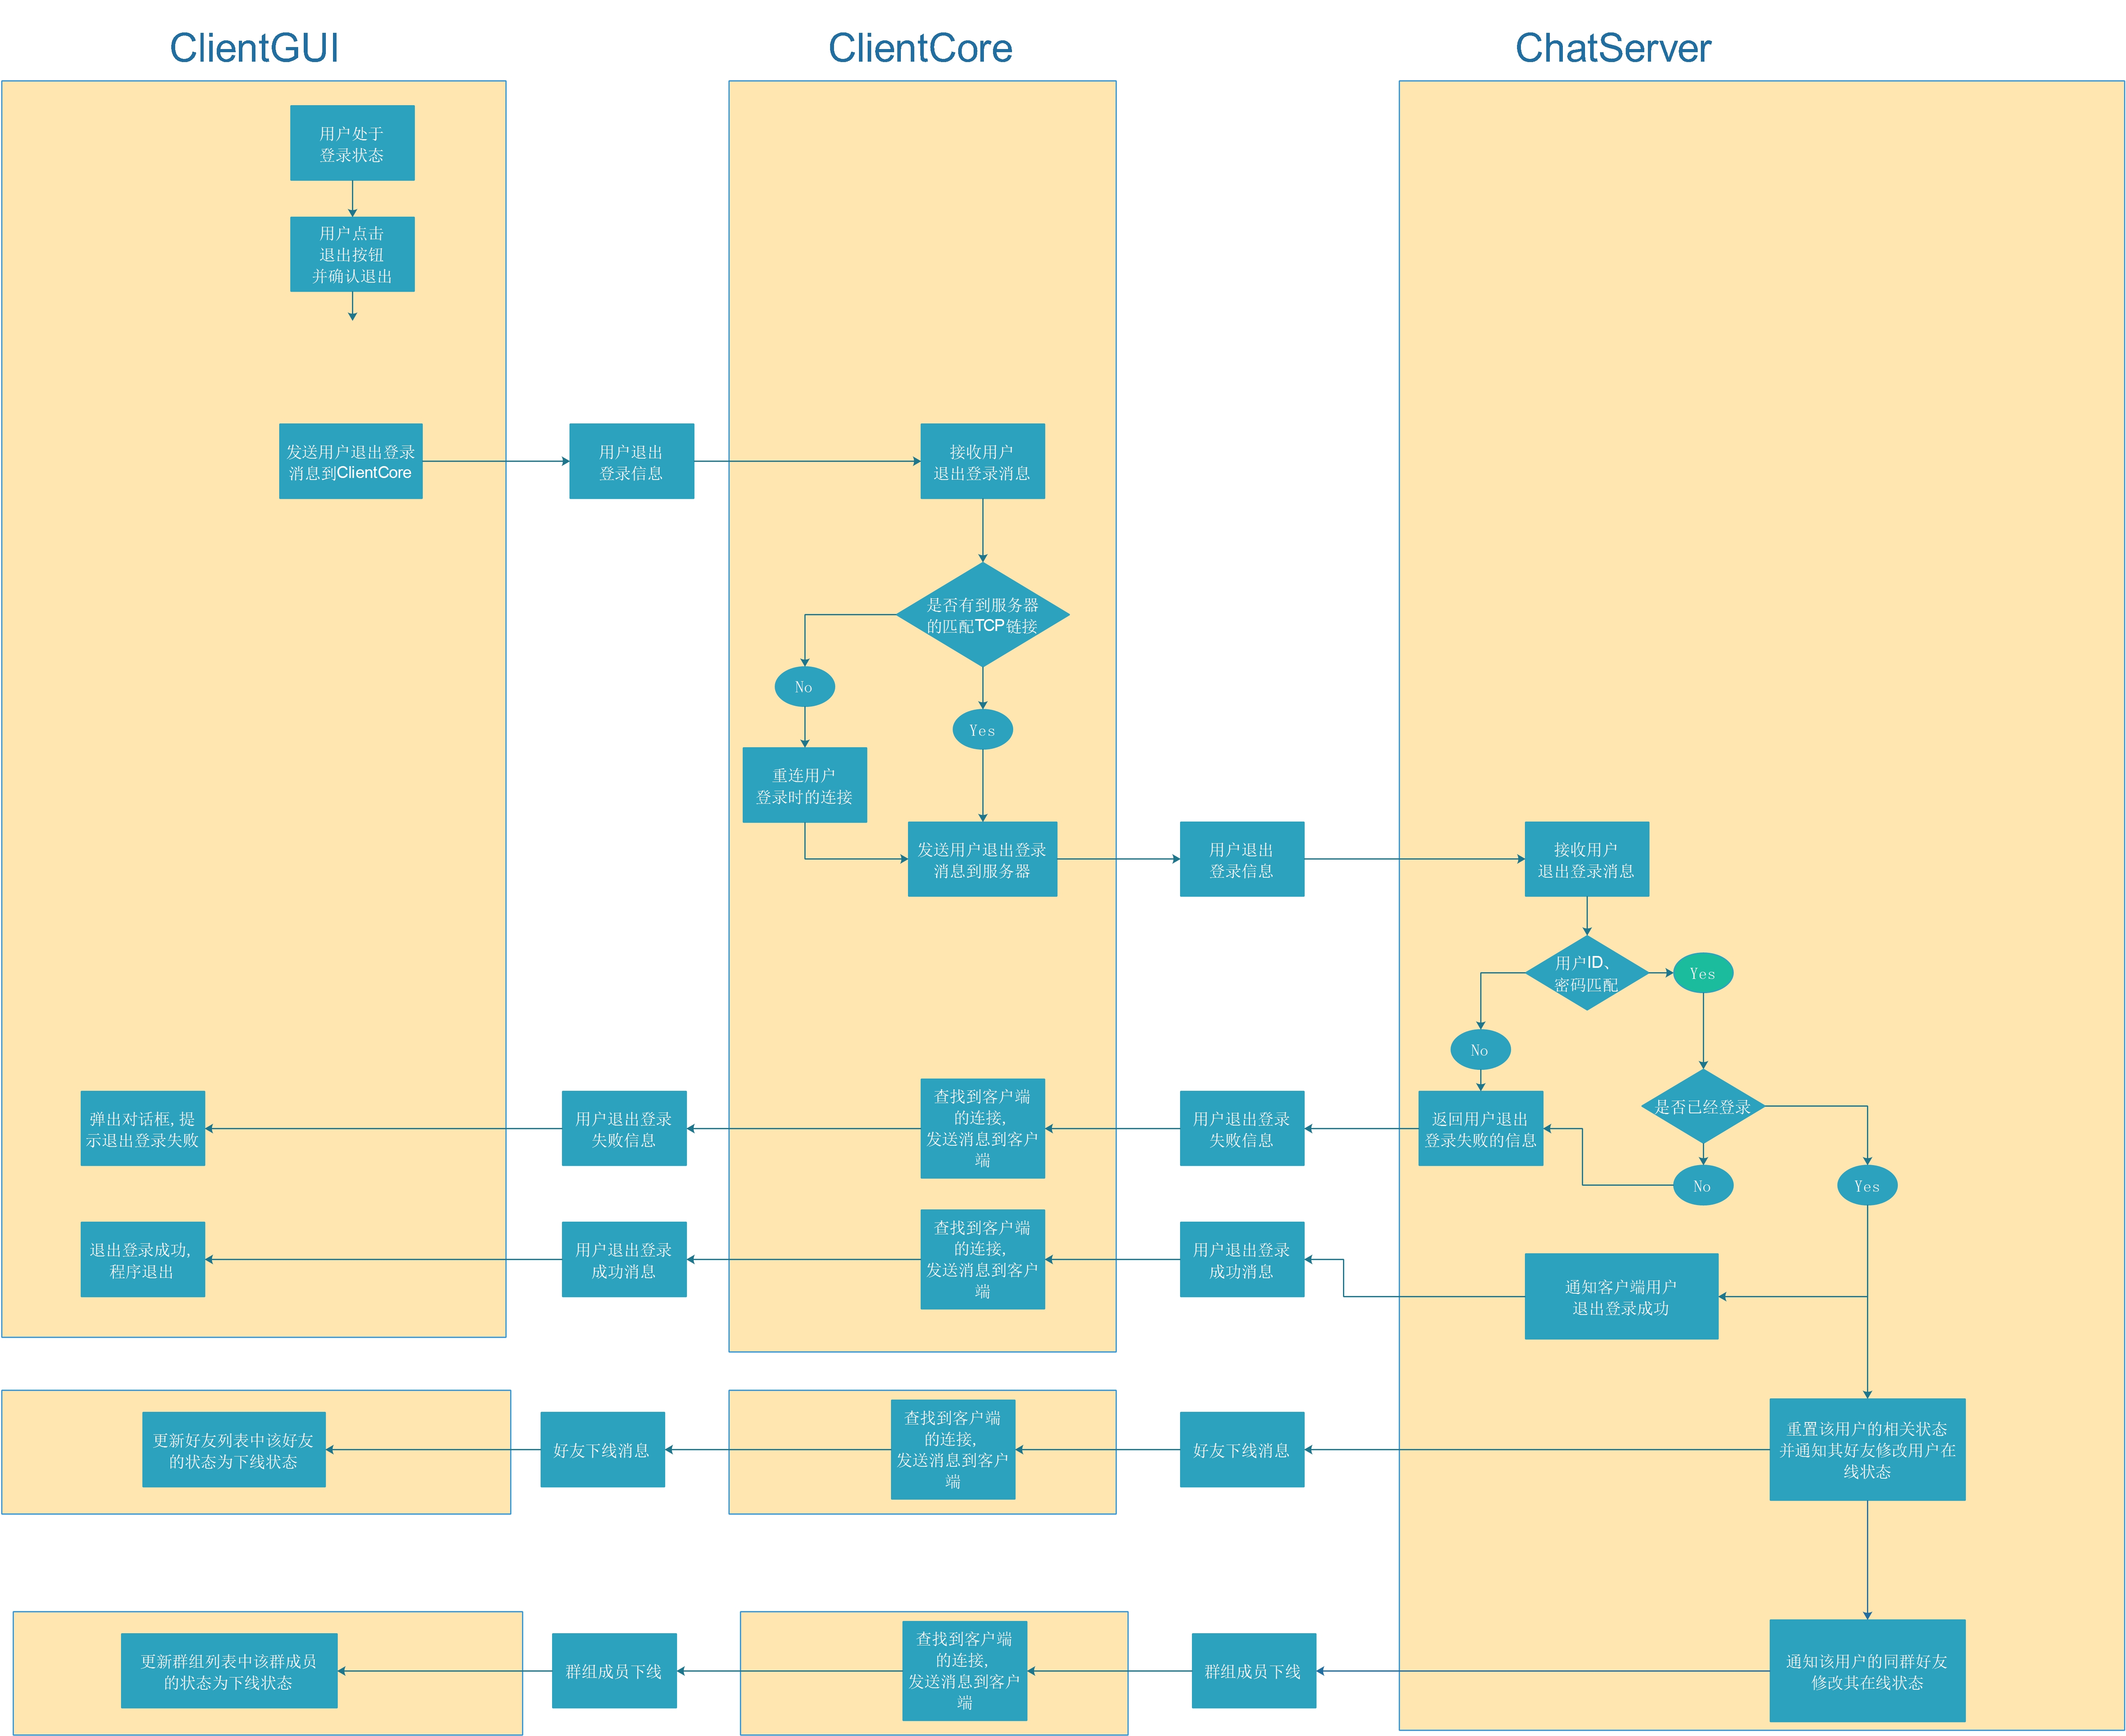 ClientGUI
ClientCore
ChatServer
用户处于
登录状态
用户点击
退出按钮
并确认退出
发送用户退出登录
消息到ClientCore
用户退出
登录信息
接收用户
退出登录消息
是否有到服务器
的匹配TCP链接
No
Yes
重连用户
登录时的连接
发送用户退出登录
消息到服务器
用户退出
登录信息
接收用户
退出登录消息
用户ID、
密码匹配
Yes
No
是否已经登录
返回用户退出
登录失败的信息
No
Yes
用户退出登录
失败信息
查找到客户端
的连接,
发送消息到客户
端
用户退出登录
失败信息
弹出对话框,提
示退出登录失败
通知客户端用户
退出登录成功
用户退出登录
成功消息
查找到客户端
的连接,
发送消息到客户
端
用户退出登录
成功消息
退出登录成功,
程序退出
重置该用户的相关状态
并通知其好友修改用户在
线状态
好友下线消息
查找到客户端
的连接,
发送消息到客户
端
好友下线消息
更新好友列表中该好友
的状态为下线状态
通知该用户的同群好友
修改其在线状态
群组成员下线
查找到客户端
的连接,
发送消息到客户
端
群组成员下线
更新群组列表中该群成员
的状态为下线状态